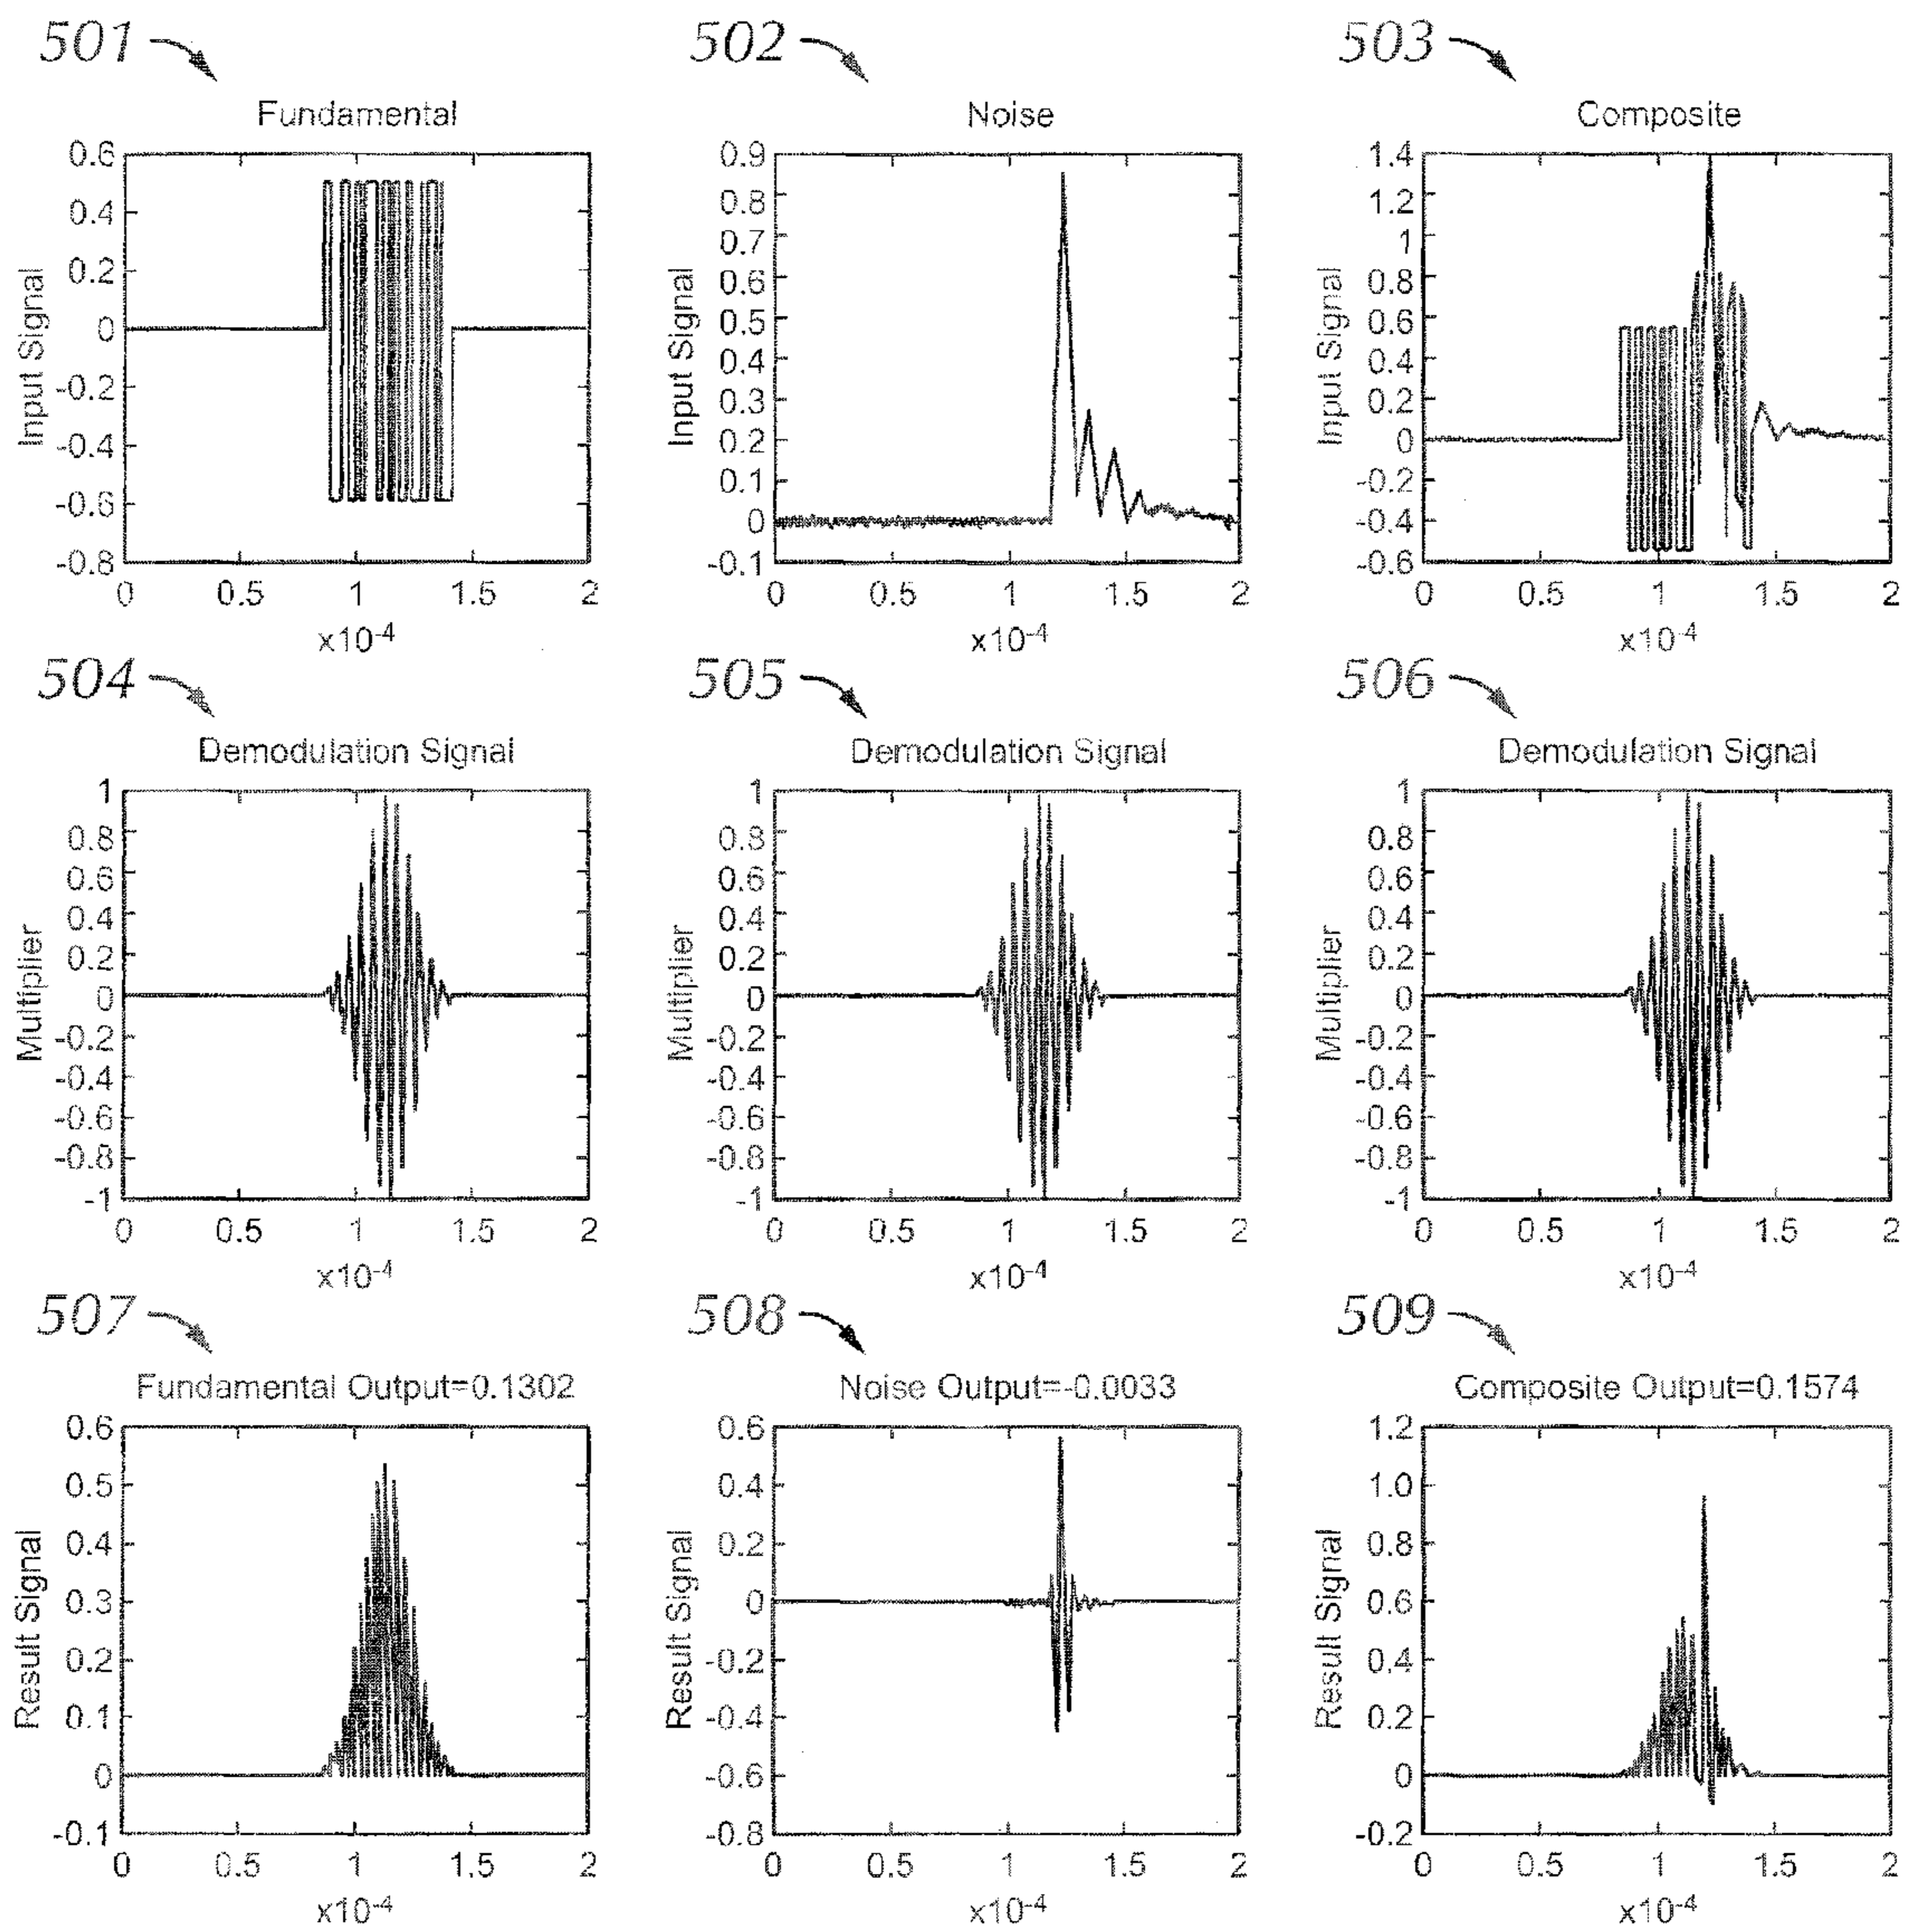 501
502
503
Fundamental
Noise
Composite
Input Signal
0.6
0.4
0.2
0
-0.2
-0.4
-0.6
-0.8
0 0.5 1 1.5 2
x10-4
Input Signal
0.9
0.8
0.7
0.6
0.5
0.4
0.3
0.2
0.1
0
-0.1
0 0.5 1 1.5 2
x10-4
Input Signal
1.4
1.2
1
0.8
0.6
0.4
0.2
0
-0.2
-0.4
-0.6
0 0.5 1 1.5 2
x10-4
504
505
506
Demodulation Signal
Demodulation Signal
Demodulation Signal
Multiplier
1
0.8
0.6
0.4
0.2
0
-0.2
-0.4
-0.6
-0.8
-1
0 0.5 1 1.5 2
x10-4
Multiplier
1
0.8
0.6
0.4
0.2
0
-0.2
-0.4
-0.6
-0.8
-1
0 0.5 1 1.5 2
x10-4
Multiplier
1
0.8
0.6
0.4
0.2
0
-0.2
-0.4
-0.6
-0.8
-1
0 0.5 1 1.5 2
x10-4
507
508
509
Fundamental Output=0.1302
Noise Output=-0.0033
Composite Output=0.1574
Result Signal
0.6
0.5
0.4
0.3
0.2
0.1
0
-0.1
0 0.5 1 1.5 2
x10-4
Result Signal
0.6
0.4
0.2
0
-0.2
-0.4
-0.6
-0.8
0 0.5 1 1.5 2
x10-4
Result Signal
1.2
1.0
0.8
0.6
0.4
0.2
0
-0.2
0 0.5 1 1.5 2
x10-4